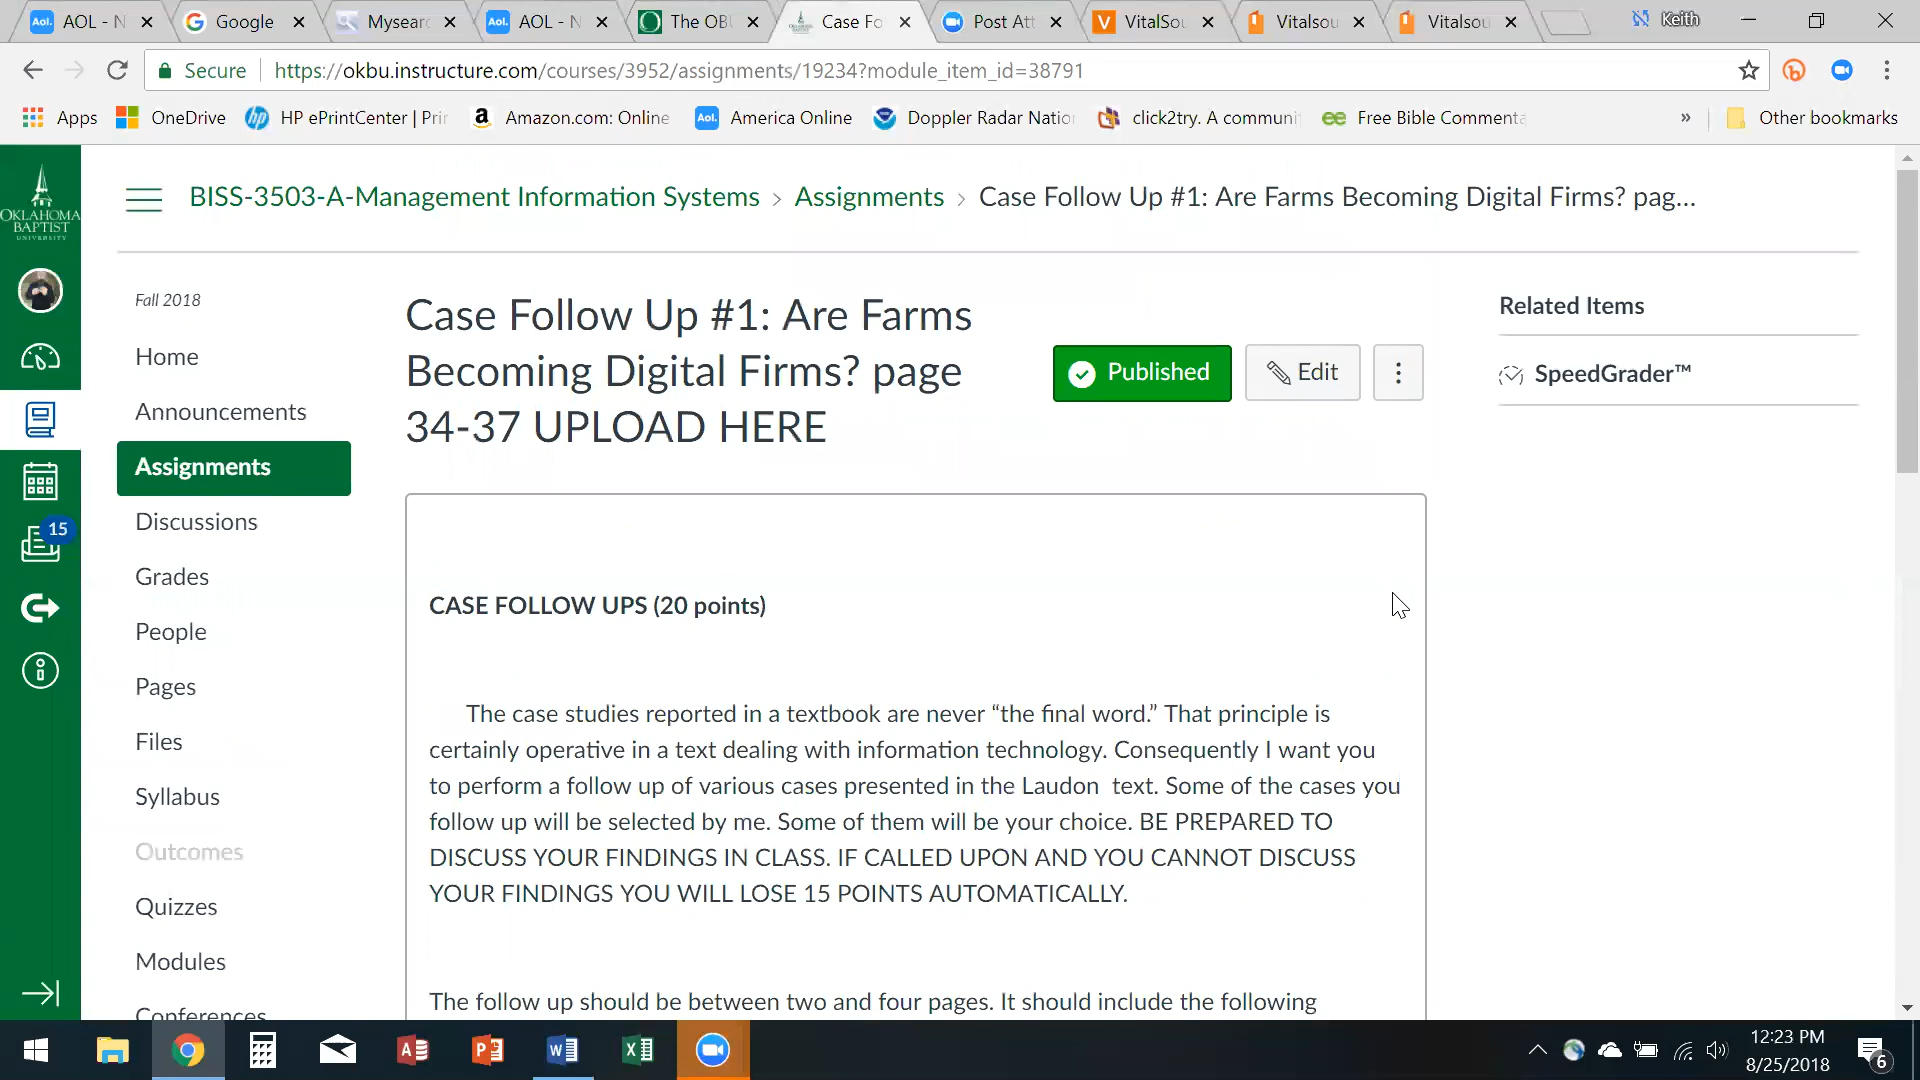 AOL - N
Google
Mysearc
AOL - N
The OBU
Case Fo
Post Att
VitalSou
Vitalsou
Vitalsou
Keith
Secure
https://okbu.instructure.com/courses/3952/assignments/19234?module_item_id=38791
Apps
OneDrive
HP ePrintCenter | Prin
Amazon.com: Online
America Online
Doppler Radar Natio
click2try. A communi
Free Bible Commenta
»
Other bookmarks
OKLAHOMA
BAPTIST
UNIVERSITY
BISS-3503-A-Management Information Systems > Assignments > Case Follow Up #1: Are Farms Becoming Digital Firms? pag...
Fall 2018
Home
Announcements
Assignments
Discussions
Grades
People
Pages
Files
Syllabus
Outcomes
Quizzes
Modules
Conferences
15
Case Follow Up #1: Are Farms
Becoming Digital Firms? page
34-37 UPLOAD HERE
Published
Edit
Related Items
SpeedGrader™
CASE FOLLOW UPS (20 points)
The case studies reported in a textbook are never “the final word.” That principle is
certainly operative in a text dealing with information technology. Consequently I want you
to perform a follow up of various cases presented in the Laudon text. Some of the cases you
follow up will be selected by me. Some of them will be your choice. BE PREPARED TO
DISCUSS YOUR FINDINGS IN CLASS. IF CALLED UPON AND YOU CANNOT DISCUSS
YOUR FINDINGS YOU WILL LOSE 15 POINTS AUTOMATICALLY.
The follow up should be between two and four pages. It should include the following
12:23 PM
8/25/2018
6